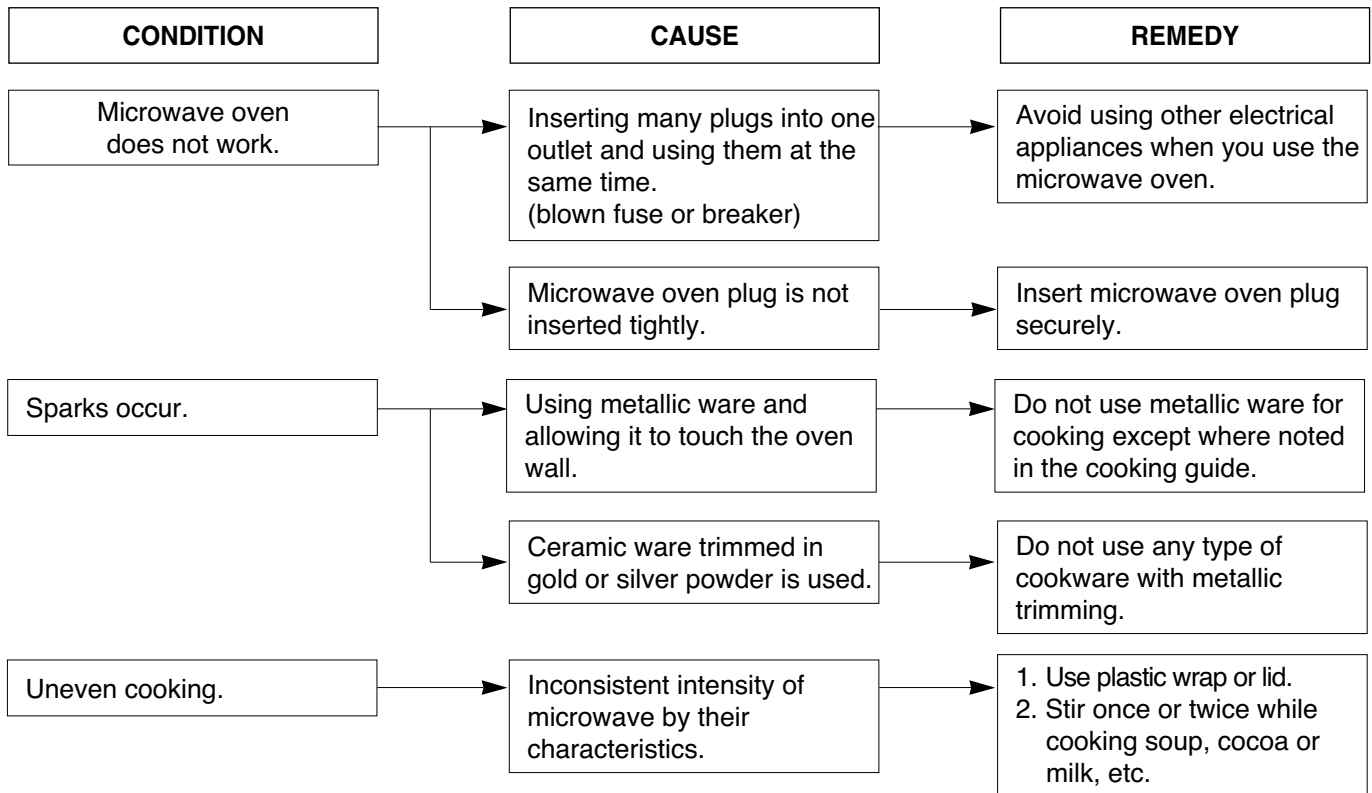 CONDITION
CAUSE
REMEDY
Microwave oven
does not work.
Inserting many plugs into one
outlet and using them at the
same time.
(blown fuse or breaker)
Avoid using other electrical
appliances when you use the
microwave oven.
Microwave oven plug is not
inserted tightly.
Insert microwave oven plug
securely.
Sparks occur.
Using metallic ware and
allowing it to touch the oven
wall.
Do not use metallic ware for
cooking except where noted
in the cooking guide.
Ceramic ware trimmed in
gold or silver powder is used.
Do not use any type of
cookware with metallic
trimming.
Uneven cooking.
Inconsistent intensity of
microwave by their
characteristics.
1. Use plastic wrap or lid.
2. Stir once or twice while
cooking soup, cocoa or
milk, etc.